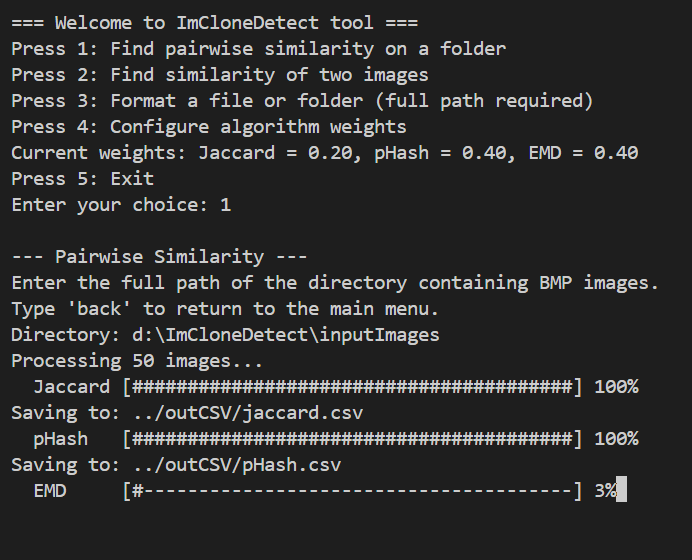 === Welcome to ImCloneDetect tool ===
Press 1: Find pairwise similarity on a folder
Press 2: Find similarity of two images
Press 3: Format a file or folder (full path required)
Press 4: Configure algorithm weights
Current weights: Jaccard = 0.20, pHash = 0.40, EMD = 0.40
Press 5: Exit
Enter your choice: 1

--- Pairwise Similarity ---
Enter the full path of the directory containing BMP images.
Type 'back' to return to the main menu.
Directory: d:\ImCloneDetect\inputImages
Processing 50 images...
  Jaccard [########################################] 100%
Saving to: ../outCSV/jaccard.csv
  pHash   [########################################] 100%
Saving to: ../outCSV/pHash.csv
  EMD     [#---------------------------------------] 3%